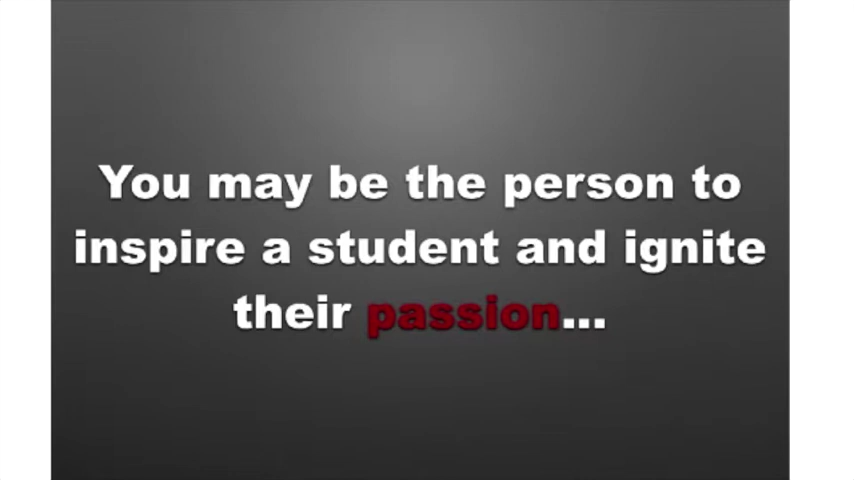 You may be the person to
inspire a student and ignite
their passion...